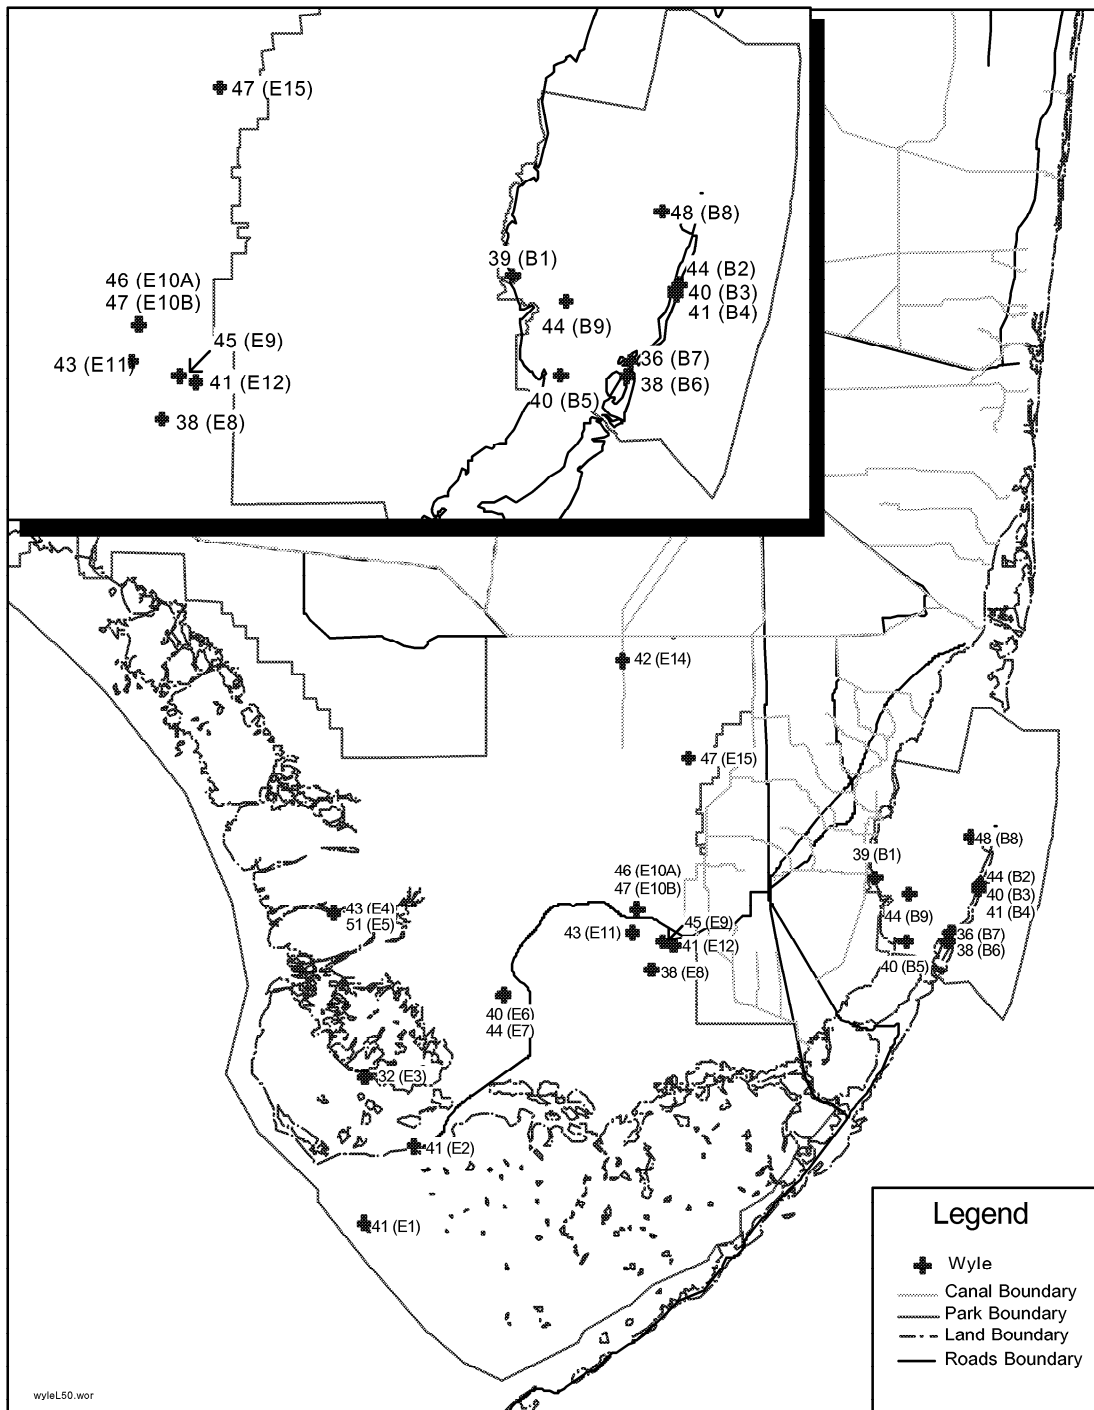 47 (E15)
48 (B8)
39 (B1)
44 (B2)
46 (E10A)
40 (B3)
47 (E10B)
41 (B4)
44 (B9)
45 (E9)
36 (B7)
43 (E11)
41 (E12)
38 (B6)
40 (B5)
38 (E8)
42 (E14)
47 (E15)
48 (B8)
39 (B1)
46 (E10A)
44 (B2)
47 (E10B)
40 (B3)
43 (E4)
41 (B4)
51 (E5)
44 (B9)
45 (E9)
43 (E11)
36 (B7)
41 (E12)
38 (B6)
40 (B5)
38 (E8)
40 (E6)
44 (E7)
32 (E3)
41 (E2)
41 (E1)
Legend
Wyle
Canal Boundary
Park Boundary
Land Boundary
Roads Boundary
wyleL50.wor